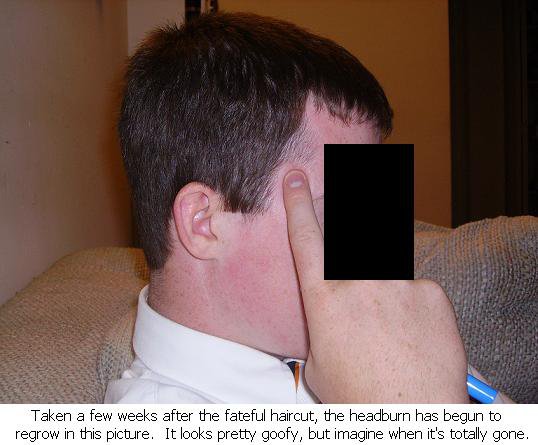 Taken a few weeks after the fateful haircut, the headburn has begun to
regrow in this picture.  It looks pretty goofy, but imagine when it's totally gone.